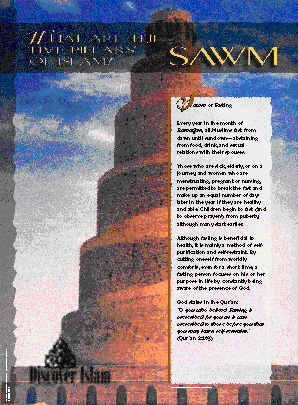 WHAT ARE THE
'FIVE PILLARS'
OF ISLAM?
SAWM
Sawm or Fasting
Every year in the month of
Ramadan, all Muslims fast from
dawn until sundown--abstaining
from food, drink, and sexual
relations with their spouses.
Those who are sick, elderly, or on a
journey, and women who are
menstruating, pregnant or nursing,
are permitted to break the fast and
make up an equal number of days
later in the year if they are healthy
and able. Children begin to fast (and
to observe prayers) from puberty,
although many start earlier.
Although fasting is beneficial to
health, it is mainly a method of self-
purification and self-restraint. By
cutting oneself from worldly
comforts, even for a short time, a
fasting person focuses on his or her
purpose in life by constantly being
aware of the presence of God.
God states in the Qur'an:
"O you who believe! Fasting is
prescribed for you as it was
prescribed to those before you that
you may learn self-restraint."
(Qur'an 2:183)
Discover Islam